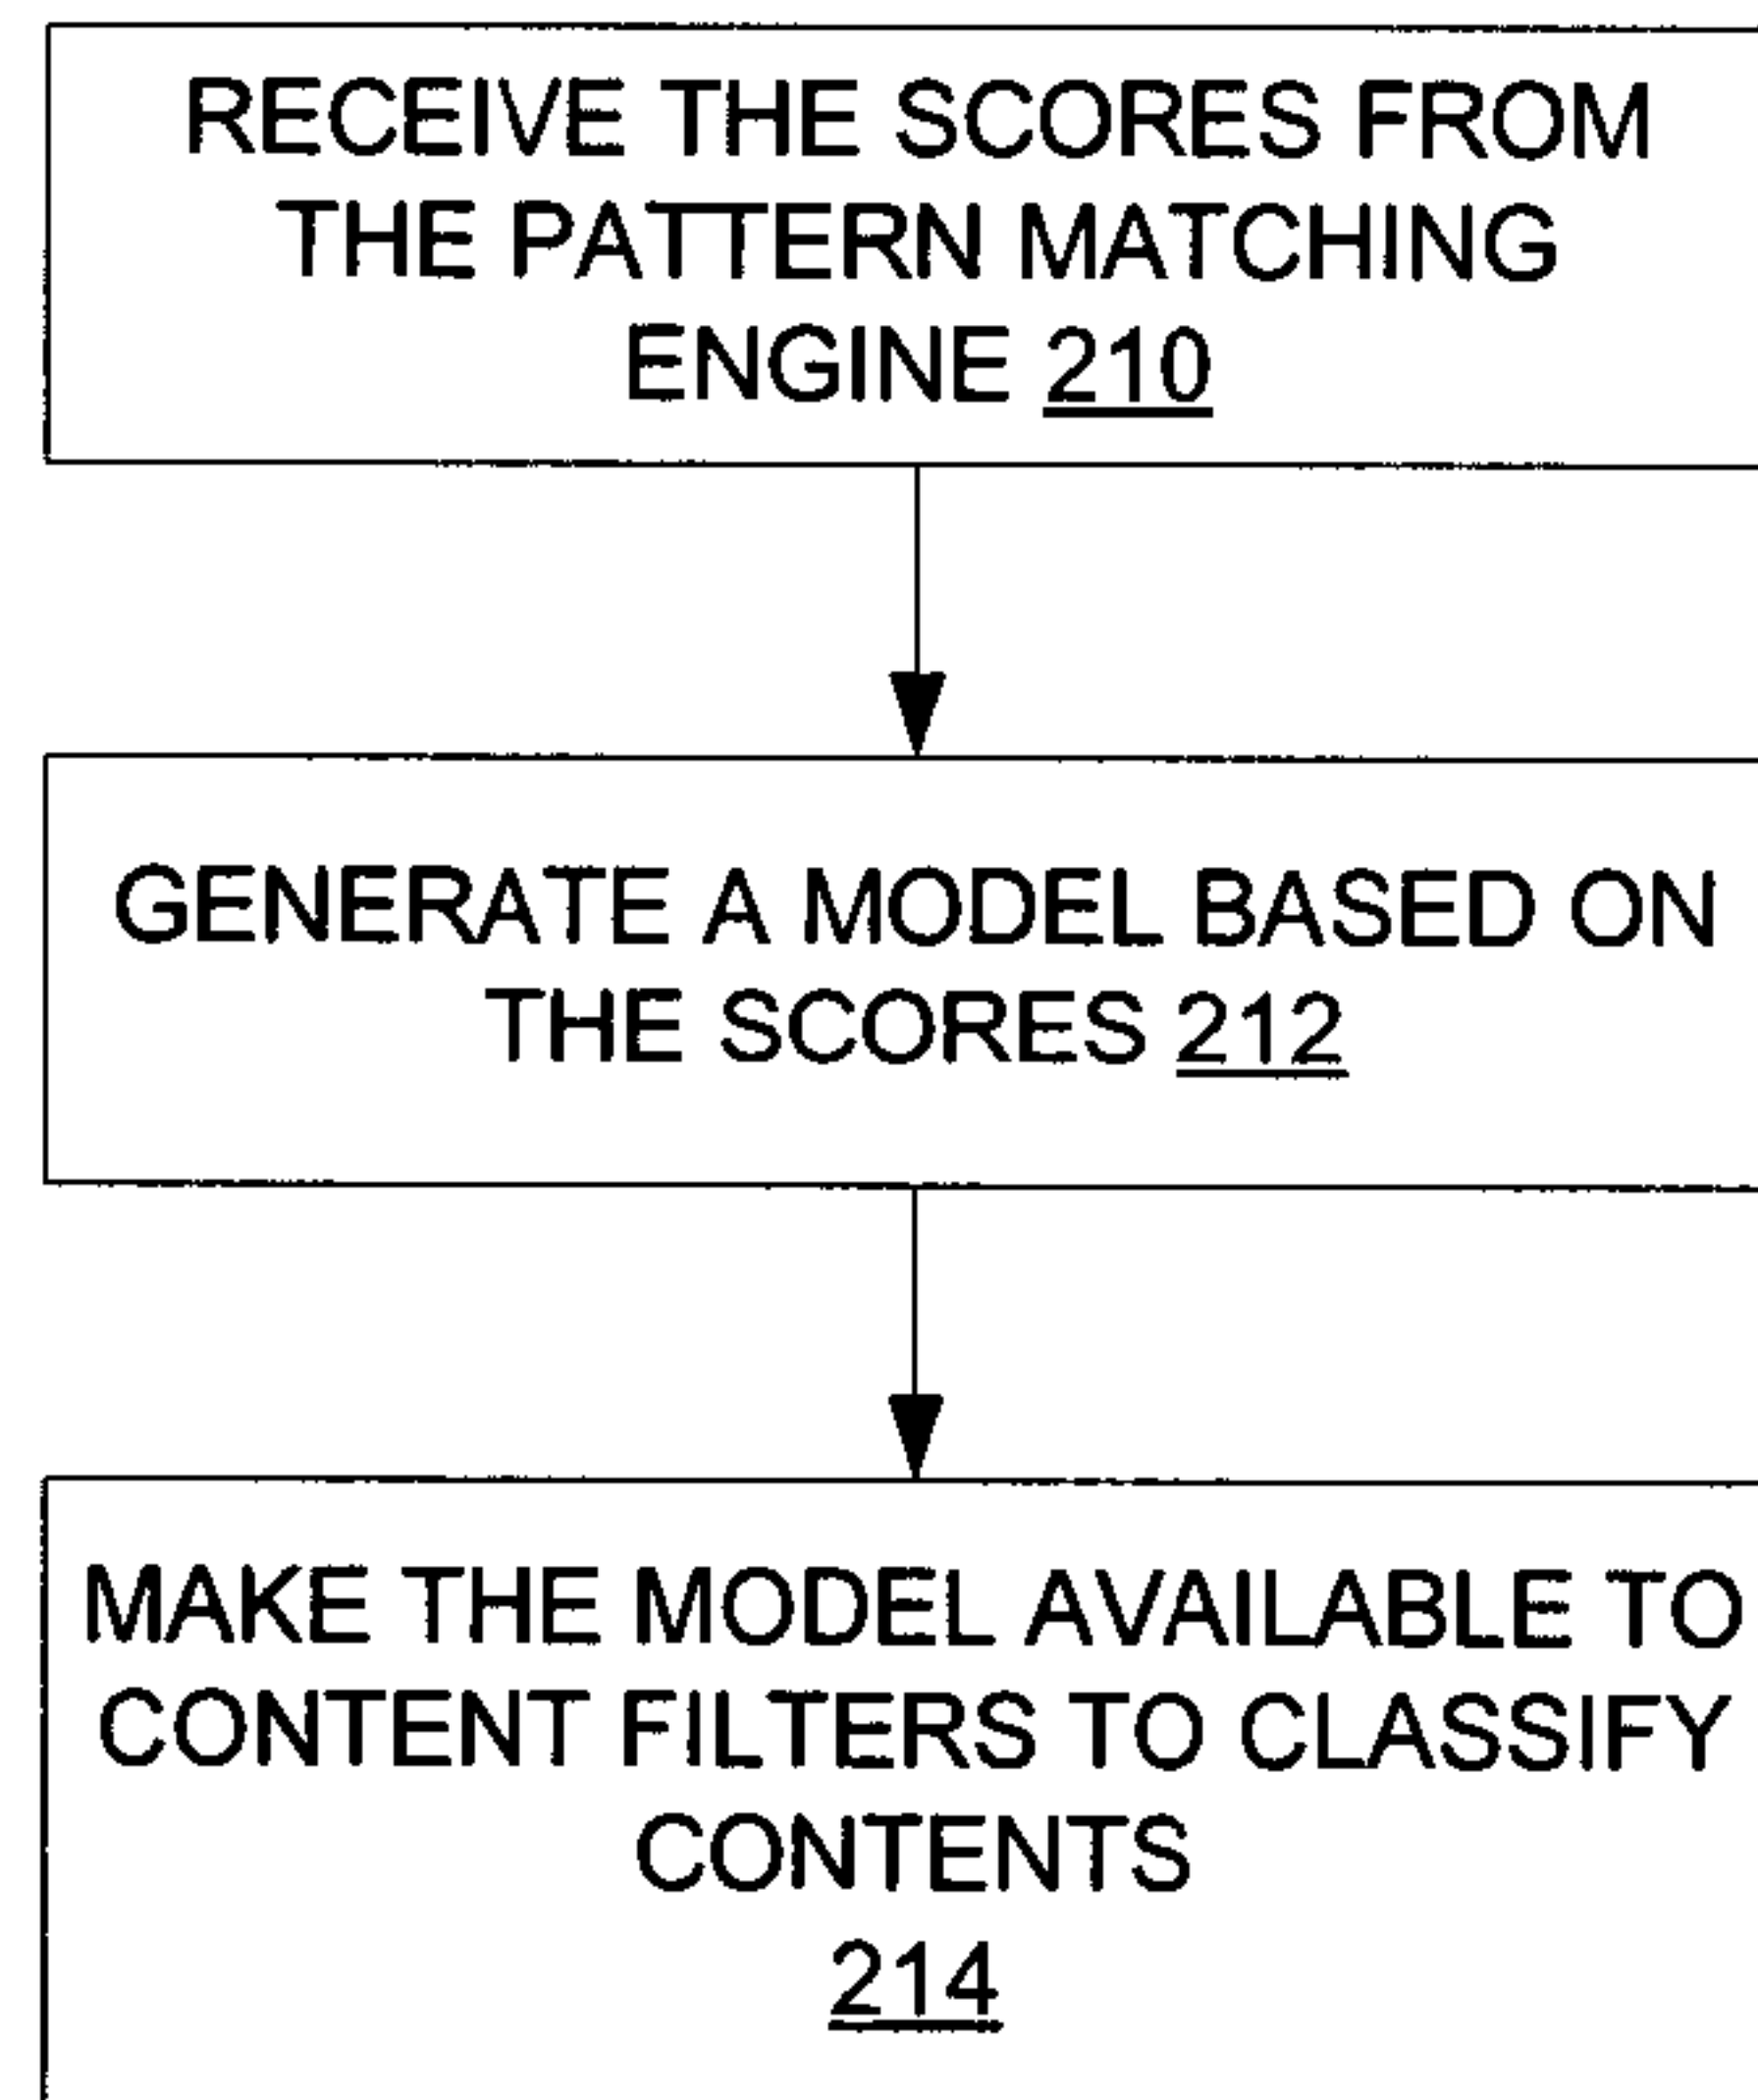 RECEIVE THE SCORES FROM
THE PATTERN MATCHING
ENGINE 210
GENERATE A MODEL BASED ON
THE SCORES 212
MAKE THE MODEL AVAILABLE TO
CONTENT FILTERS TO CLASSIFY
CONTENTS
214